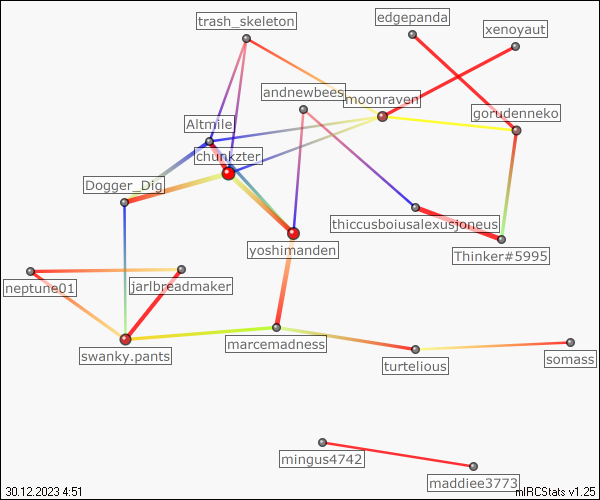 edgepanda
trash_skeleton
xenoyaut
andnewbees
moonraven
gorudenneko
Altmile
chunkzter
Dogger_Dig
thiccusboiusalexusjoneus
yoshimanden
Thinker#5995
neptune01
jarlbreadmaker
marcemadness
swanky.pants
turtelious
somass
mingus4742
maddiee3773
30.12.2023 4:51
mIRCStats v1.25